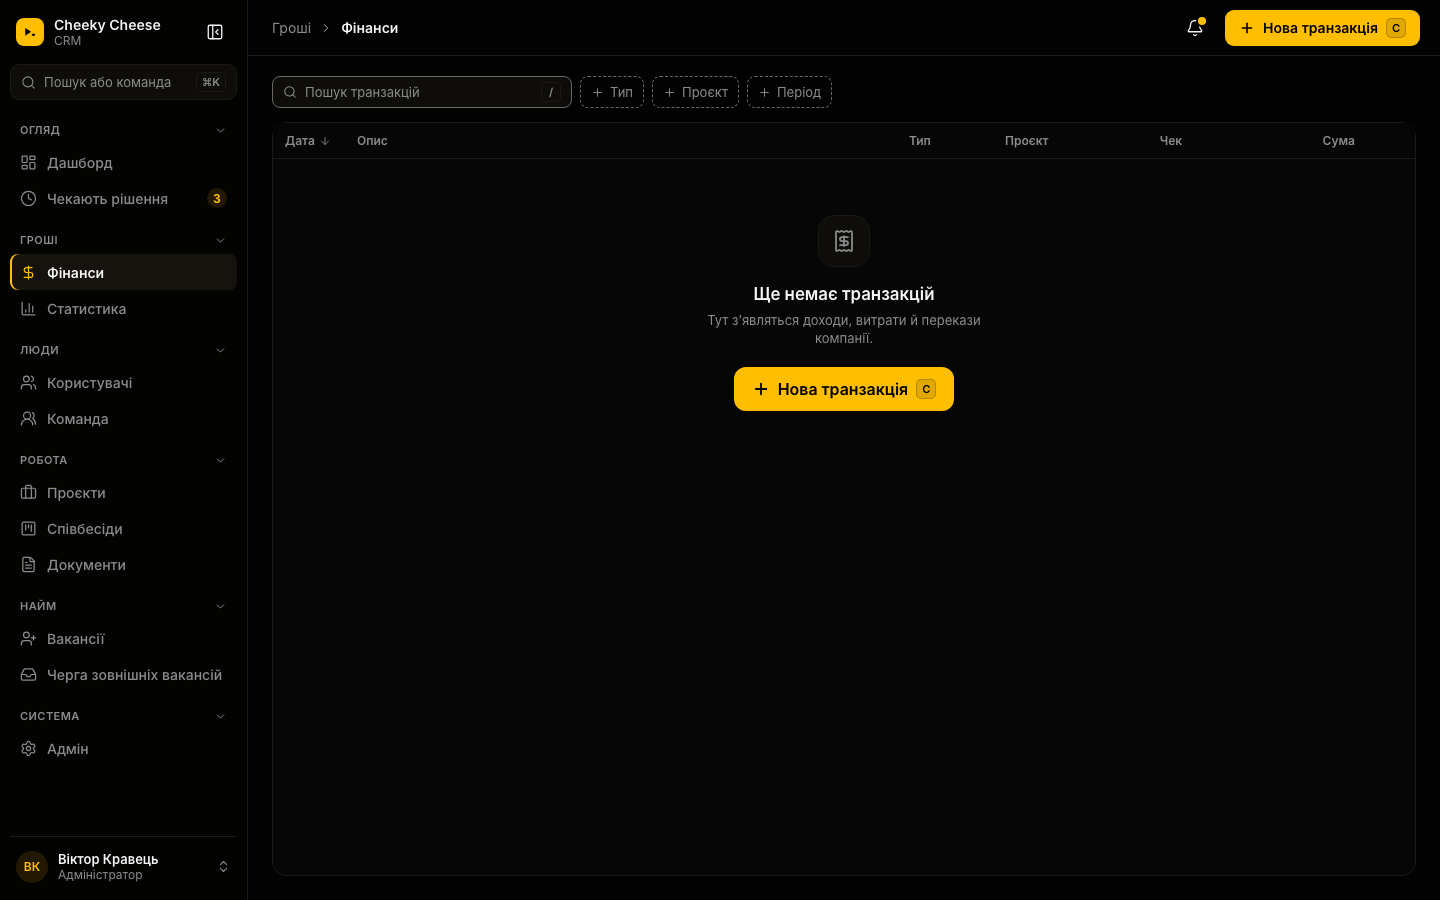 Cheeky Cheese
CRM
Пошук або команда ⌘K
ОГЛЯД
Дашборд
Чекають рішення 3
ГРОШІ
Фінанси
Статистика
ЛЮДИ
Користувачі
Команда
РОБОТА
Проєкти
Співбесіди
Документи
НАЙМ
Вакансії
Черга зовнішніх вакансій
СИСТЕМА
Адмін
ВК
Віктор Кравець
Адміністратор
Гроші > Фінанси
+ Нова транзакція C
Пошук транзакцій /
+ Тип
+ Проєкт
+ Період
Дата ↓ Опис Тип Проєкт Чек Сума
Ще немає транзакцій
Тут з’являться доходи, витрати й перекази
компанії.
+ Нова транзакція C